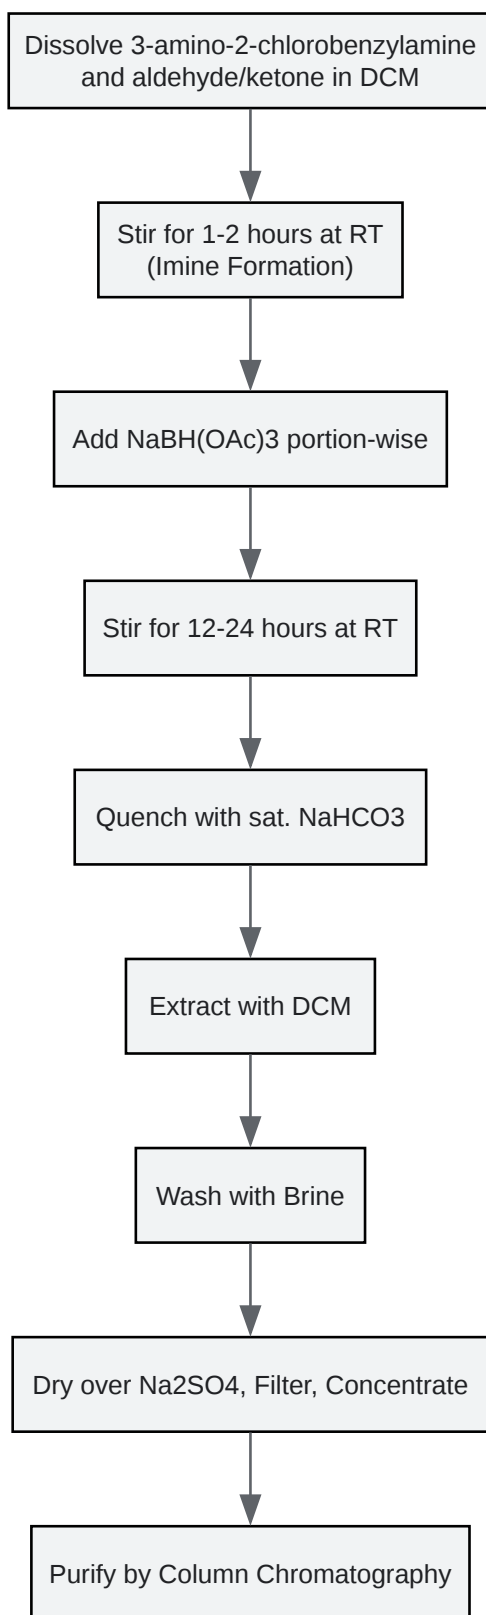 Dissolve 3-amino-2-chlorobenzylamine
and aldehyde/ketone in DCM
Stir for 1-2 hours at RT
(Imine Formation)
Add NaBH(OAc)3 portion-wise
Stir for 12-24 hours at RT
Quench with sat. NaHCO3
Extract with DCM
Wash with Brine
Dry over Na2SO4, Filter, Concentrate
Purify by Column Chromatography